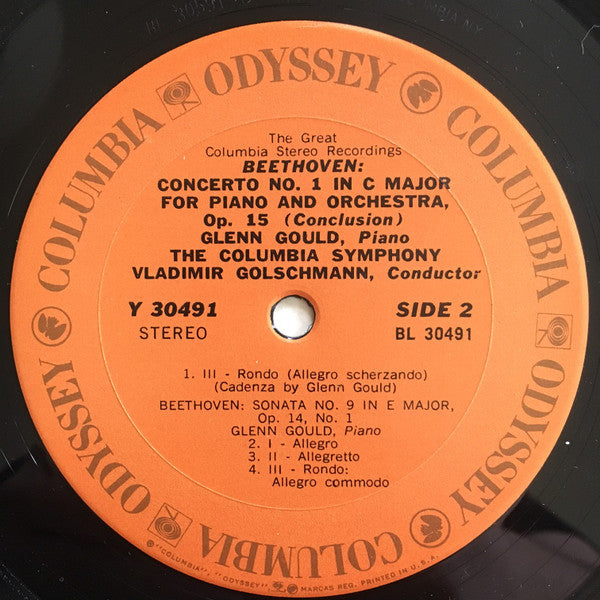 ODYSSEY
COLUMBIA
ODYSSEY
COLUMBIA
ODYSSEY
COLUMBIA
The Great
Columbia Stereo Recordings
BEETHOVEN:
CONCERTO NO. 1 IN C MAJOR
FOR PIANO AND ORCHESTRA,
Op. 15 (Conclusion)
GLENN GOULD, Piano
THE COLUMBIA SYMPHONY
VLADIMIR GOLSCHMANN, Conductor
Y 30491 SIDE 2
STEREO BL 30491
1. III - Rondo (Allegro scherzando)
(Cadenza by Glenn Gould)
BEETHOVEN: SONATA NO. 9 IN E MAJOR,
Op. 14, No. 1
GLENN GOULD, Piano
2. I - Allegro
3. II - Allegretto
4. III - Rondo:
Allegro commodo
"COLUMBIA", "ODYSSEY", MARCAS REG. PRINTED IN U.S.A.